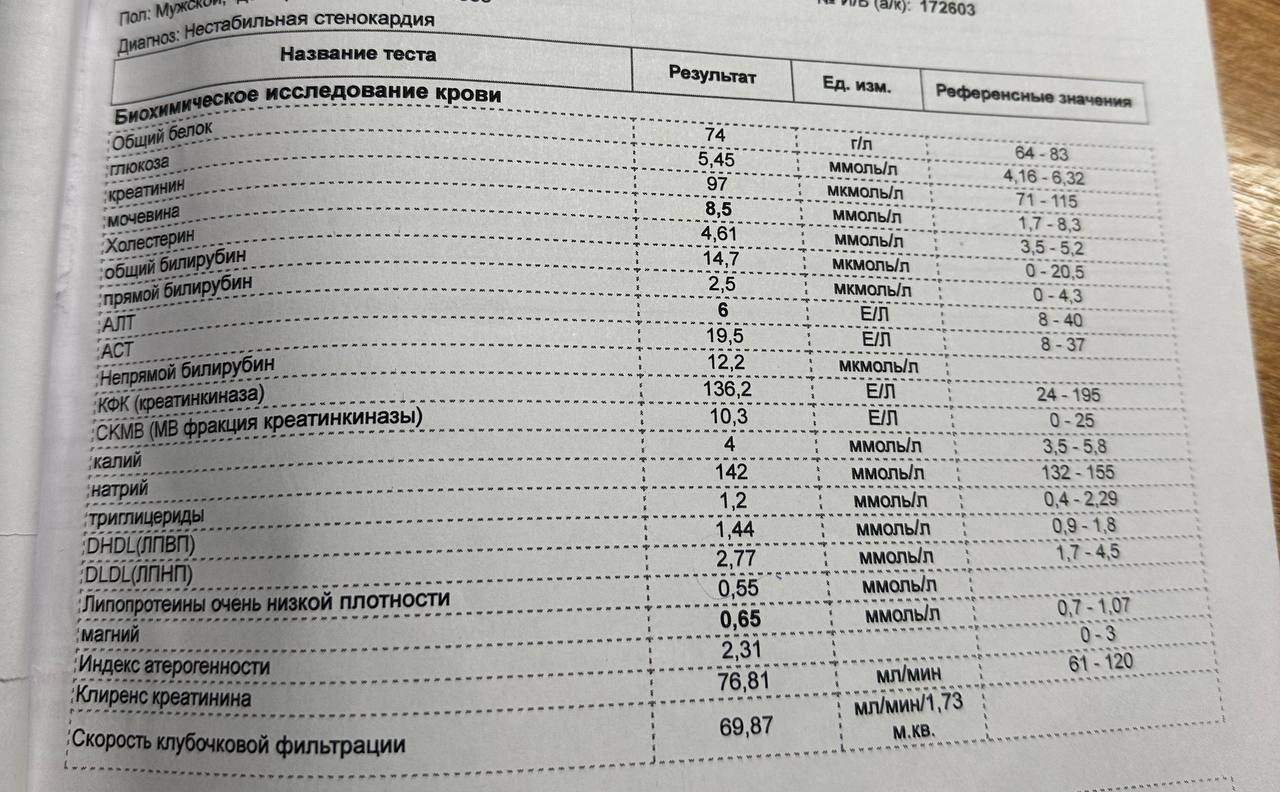 Пол: Мужской,
№ И/Б (а/к): 172603
Диагноз: Нестабильная стенокардия
Название теста Результат Ед. изм. Референсные значения
Биохимическое исследование крови
Общий белок 74 г/л 64 - 83
глюкоза 5,45 ммоль/л 4,16 - 6,32
креатинин 97 мкмоль/л 71 - 115
мочевина 8,5 ммоль/л 1,7 - 8,3
Холестерин 4,61 ммоль/л 3,5 - 5,2
общий билирубин 14,7 мкмоль/л 0 - 20,5
прямой билирубин 2,5 мкмоль/л 0 - 4,3
АЛТ 6 Е/Л 8 - 40
АСТ 19,5 Е/Л 8 - 37
Непрямой билирубин 12,2 мкмоль/л
КФК (креатинкиназа) 136,2 Е/Л 24 - 195
СКМВ (МВ фракция креатинкиназы) 10,3 Е/Л 0 - 25
калий 4 ммоль/л 3,5 - 5,8
натрий 142 ммоль/л 132 - 155
триглицериды 1,2 ммоль/л 0,4 - 2,29
DHDL(ЛПВП) 1,44 ммоль/л 0,9 - 1,8
DLDL(ЛПНП) 2,77 ммоль/л 1,7 - 4,5
Липопротеины очень низкой плотности 0,55 ммоль/л
магний 0,65 ммоль/л 0,7 - 1,07
Индекс атерогенности 2,31 0 - 3
Клиренс креатинина 76,81 мл/мин 61 - 120
Скорость клубочковой фильтрации 69,87 мл/мин/1,73
м.кв.